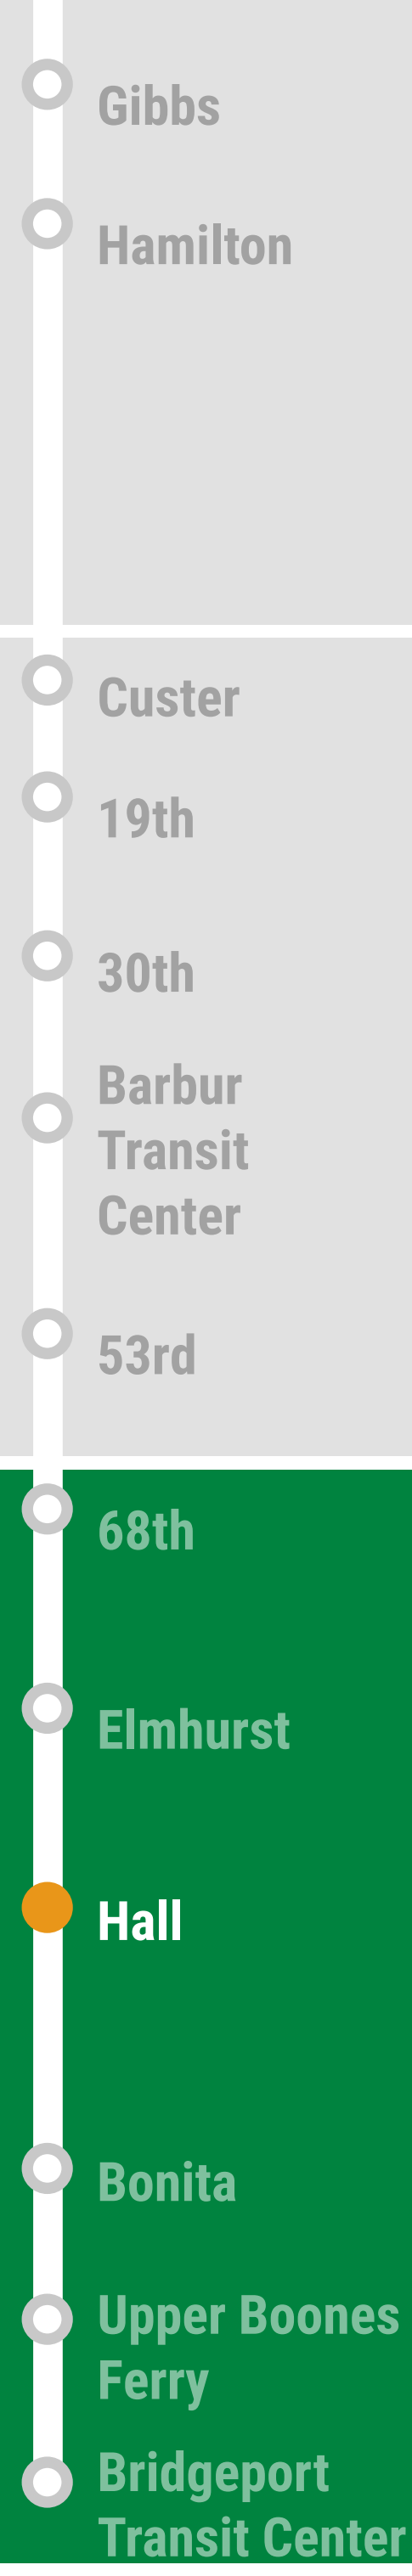 Gibbs
Hamilton
Custer
19th
30th
Barbur
Transit
Center
53rd
68th
Elmhurst
Hall
Bonita
Upper Boones
Ferry
Bridgeport
Transit Center